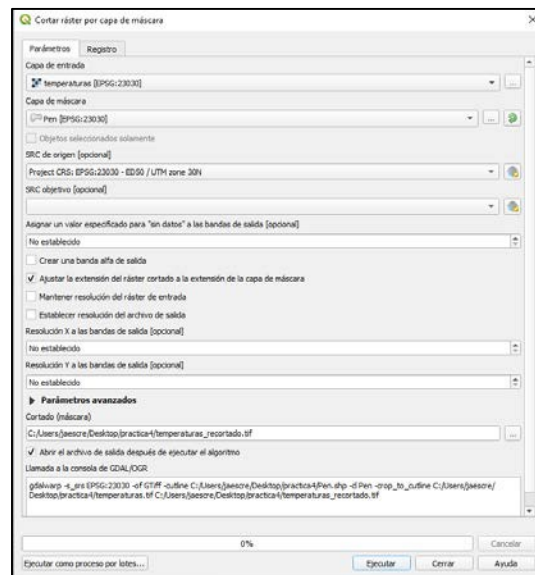 Cortar ráster por capa de máscara
Parámetros Registro
Capa de entrada
temperaturas [EPSG:23030]
Capa de máscara
Pen [EPSG:23030]
Objetos seleccionados solamente
SRC de origen [opcional]
Project CRS: EPSG:23030 - ED50 / UTM zone 30N
SRC objetivo [opcional]
Asignar un valor especificado para "sin datos" a las bandas de salida [opcional]
No establecido
Crear una banda alfa de salida
Ajustar la extensión del ráster cortado a la extensión de la capa de máscara
Mantener resolución del ráster de entrada
Establecer resolución del archivo de salida
Resolución X a las bandas de salida [opcional]
No establecido
Resolución Y a las bandas de salida [opcional]
No establecido
Parámetros avanzados
Cortado (máscara)
C:/Users/jaescre/Desktop/practica4/temperaturas_recortado.tif
Abrir el archivo de salida después de ejecutar el algoritmo
Llamada a la consola de GDAL/OGR
gdalwarp -s_srs EPSG:23030 -of GTiff -cutline C:/Users/jaescre/Desktop/practica4/Pen.shp -cl Pen -crop_to_cutline C:/Users/jaescre/
Desktop/practica4/temperaturas.tif C:/Users/jaescre/Desktop/practica4/temperaturas_recortado.tif
0% Cancelar
Ejecutar como proceso por lotes... Ejecutar Cerrar Ayuda